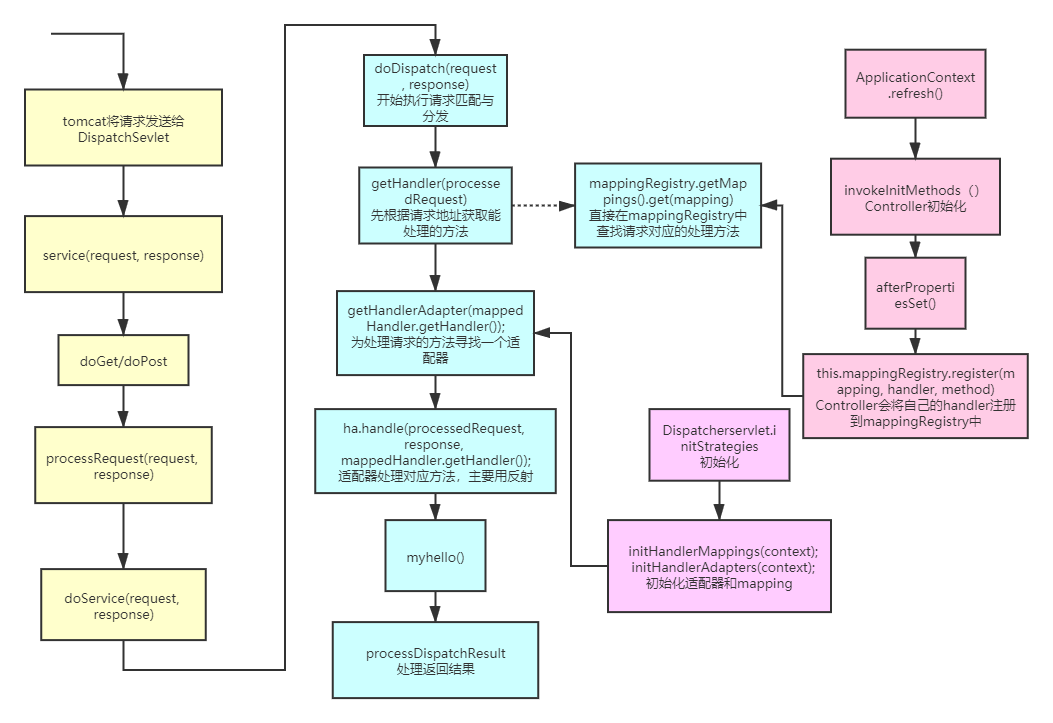 tomcat将请求发送给
DispatchSevlet
service(request, response)
doGet/doPost
processRequest(request,
response)
doService(request,
response)
doDispatch(request
, response)
开始执行请求匹配与
分发
getHandler(processe
dRequest)
先根据请求地址获取能
处理的方法
mappingRegistry.getMap
pings().get(mapping)
直接在mappingRegistry中
查找请求对应的处理方法
getHandlerAdapter(mapped
Handler.getHandler());
为处理请求的方法寻找一个适
配器
ha.handle(processedRequest,
response,
mappedHandler.getHandler());
适配器处理对应方法，主要用反射
myhello()
processDispatchResult
处理返回结果
Dispatcherservlet.i
nitStrategies
初始化
initHandlerMappings(context);
initHandlerAdapters(context);
初始化适配器和mapping
ApplicationContext
.refresh()
invokeInitMethods（）
Controller初始化
afterProperti
esSet()
this.mappingRegistry.register(m
apping, handler, method)
Controller会将自己的handler注册
到mappingRegistry中